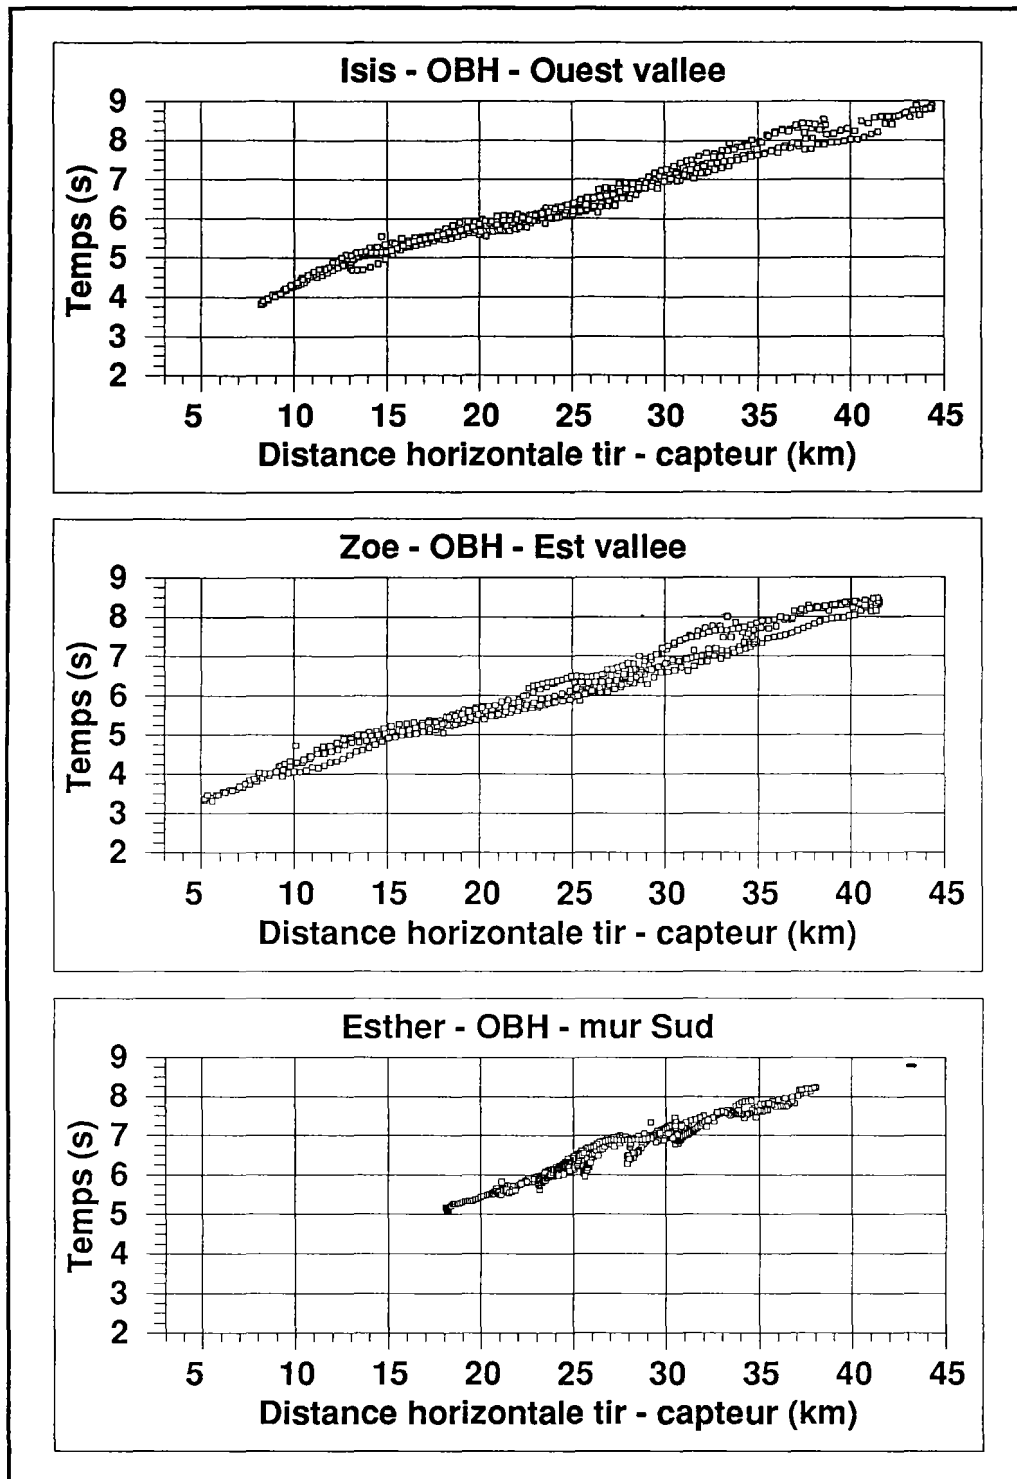 Isis - OBH - Ouest vallee
9
8
7
6
5
4
3
2
Temps (s)
5 10 15 20 25 30 35 40 45
Distance horizontale tir - capteur (km)
Zoe - OBH - Est vallee
9
8
7
6
5
4
3
2
Temps (s)
5 10 15 20 25 30 35 40 45
Distance horizontale tir - capteur (km)
Esther - OBH - mur Sud
9
8
7
6
5
4
3
2
Temps (s)
5 10 15 20 25 30 35 40 45
Distance horizontale tir - capteur (km)